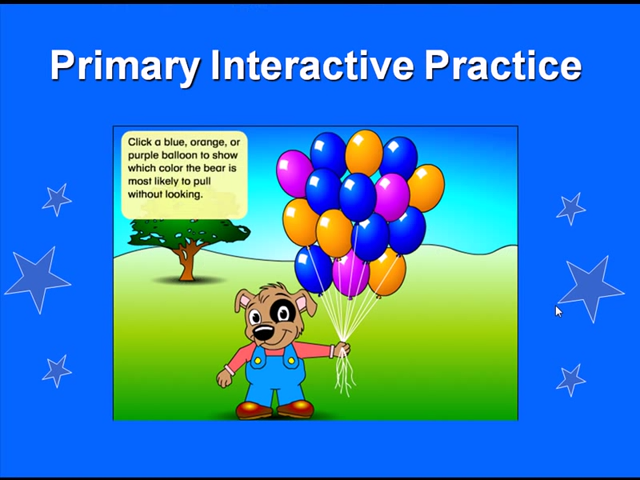 Primary Interactive Practice
Click a blue, orange, or
purple balloon to show
which color the bear is
most likely to pull
without looking.